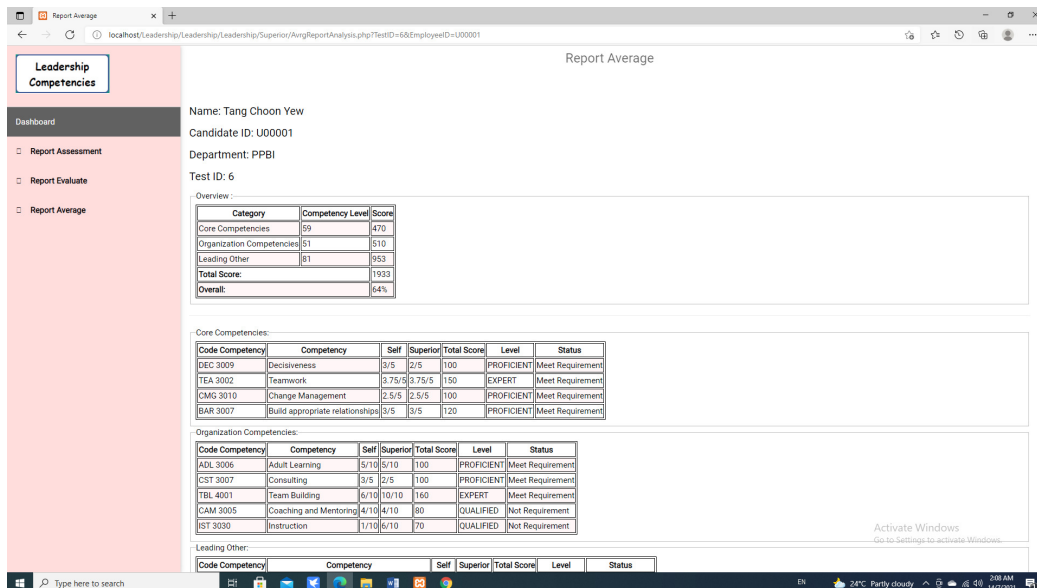 Report Average
localhost/Leadership/Leadership/Leadership/Superior/AvrgReportAnalysis.php?TestID=6&EmployeeID=U00001
Leadership
Competencies
Dashboard
Report Assessment
Report Evaluate
Report Average
Report Average
Name: Tang Choon Yew
Candidate ID: U00001
Department: PPBI
Test ID: 6
Overview :
Category Competency Level Score
Core Competencies 59 470
Organization Competencies 51 510
Leading Other 81 953
Total Score: 1933
Overall: 64%
Core Competencies:
Code Competency Competency Self Superior Total Score Level Status
DEC 3009 Decisiveness 3/5 2/5 100 PROFICIENT Meet Requirement
TEA 3002 Teamwork 3.75/5 3.75/5 150 EXPERT Meet Requirement
CMG 3010 Change Management 2.5/5 2.5/5 100 PROFICIENT Meet Requirement
BAR 3007 Build appropriate relationships 3/5 3/5 120 PROFICIENT Meet Requirement
Organization Competencies:
Code Competency Competency Self Superior Total Score Level Status
ADL 3006 Adult Learning 5/10 5/10 100 PROFICIENT Meet Requirement
CST 3007 Consulting 3/5 2/5 100 PROFICIENT Meet Requirement
TBL 4001 Team Building 6/10 10/10 160 EXPERT Meet Requirement
CAM 3005 Coaching and Mentoring 4/10 4/10 80 QUALIFIED Not Requirement
IST 3030 Instruction 1/10 6/10 70 QUALIFIED Not Requirement
Leading Other:
Code Competency Competency Self Superior Total Score Level Status
Activate Windows
Go to Settings to activate Windows.
Type here to search
EN
24°C Partly cloudy
2:08 AM
14/7/2021